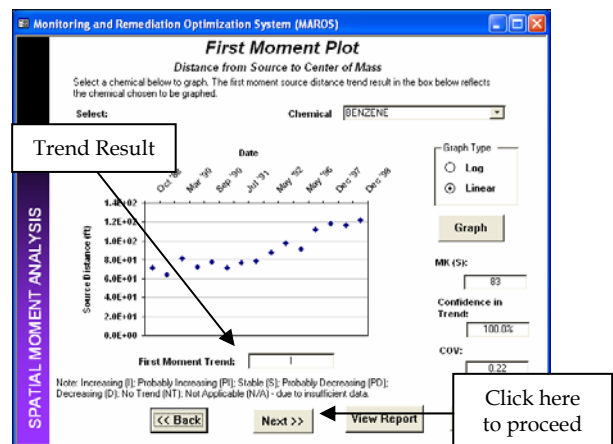 Monitoring and Remediation Optimization System (MAROS)
First Moment Plot
Distance from Source to Center of Mass
Select a chemical below to graph. The first moment source distance trend result in the box below reflects
the chemical chosen to be graphed.
Select:
Chemical
BENZENE
Trend Result
Date
Oct '88
Mar '90
Sep '90
Jul '91
May '92
May '96
Dec '97
Dec '98
Graph Type
Log
Linear
Graph
1.4E+02
1.2E+02
1.0E+02
8.0E+01
6.0E+01
4.0E+01
2.0E+01
0.0E+00
Source Distance (ft)
SPATIAL MOMENT ANALYSIS
MK (S):
83
Confidence in
Trend:
100.0%
COV:
0.22
First Moment Trend:
I
Note: Increasing (I); Probably Increasing (PI); Stable (S); Probably Decreasing (PD);
Decreasing (D); No Trend (NT); Not Applicable (N/A) - due to insufficient data.
<< Back
Next >>
View Report
Click here
to proceed